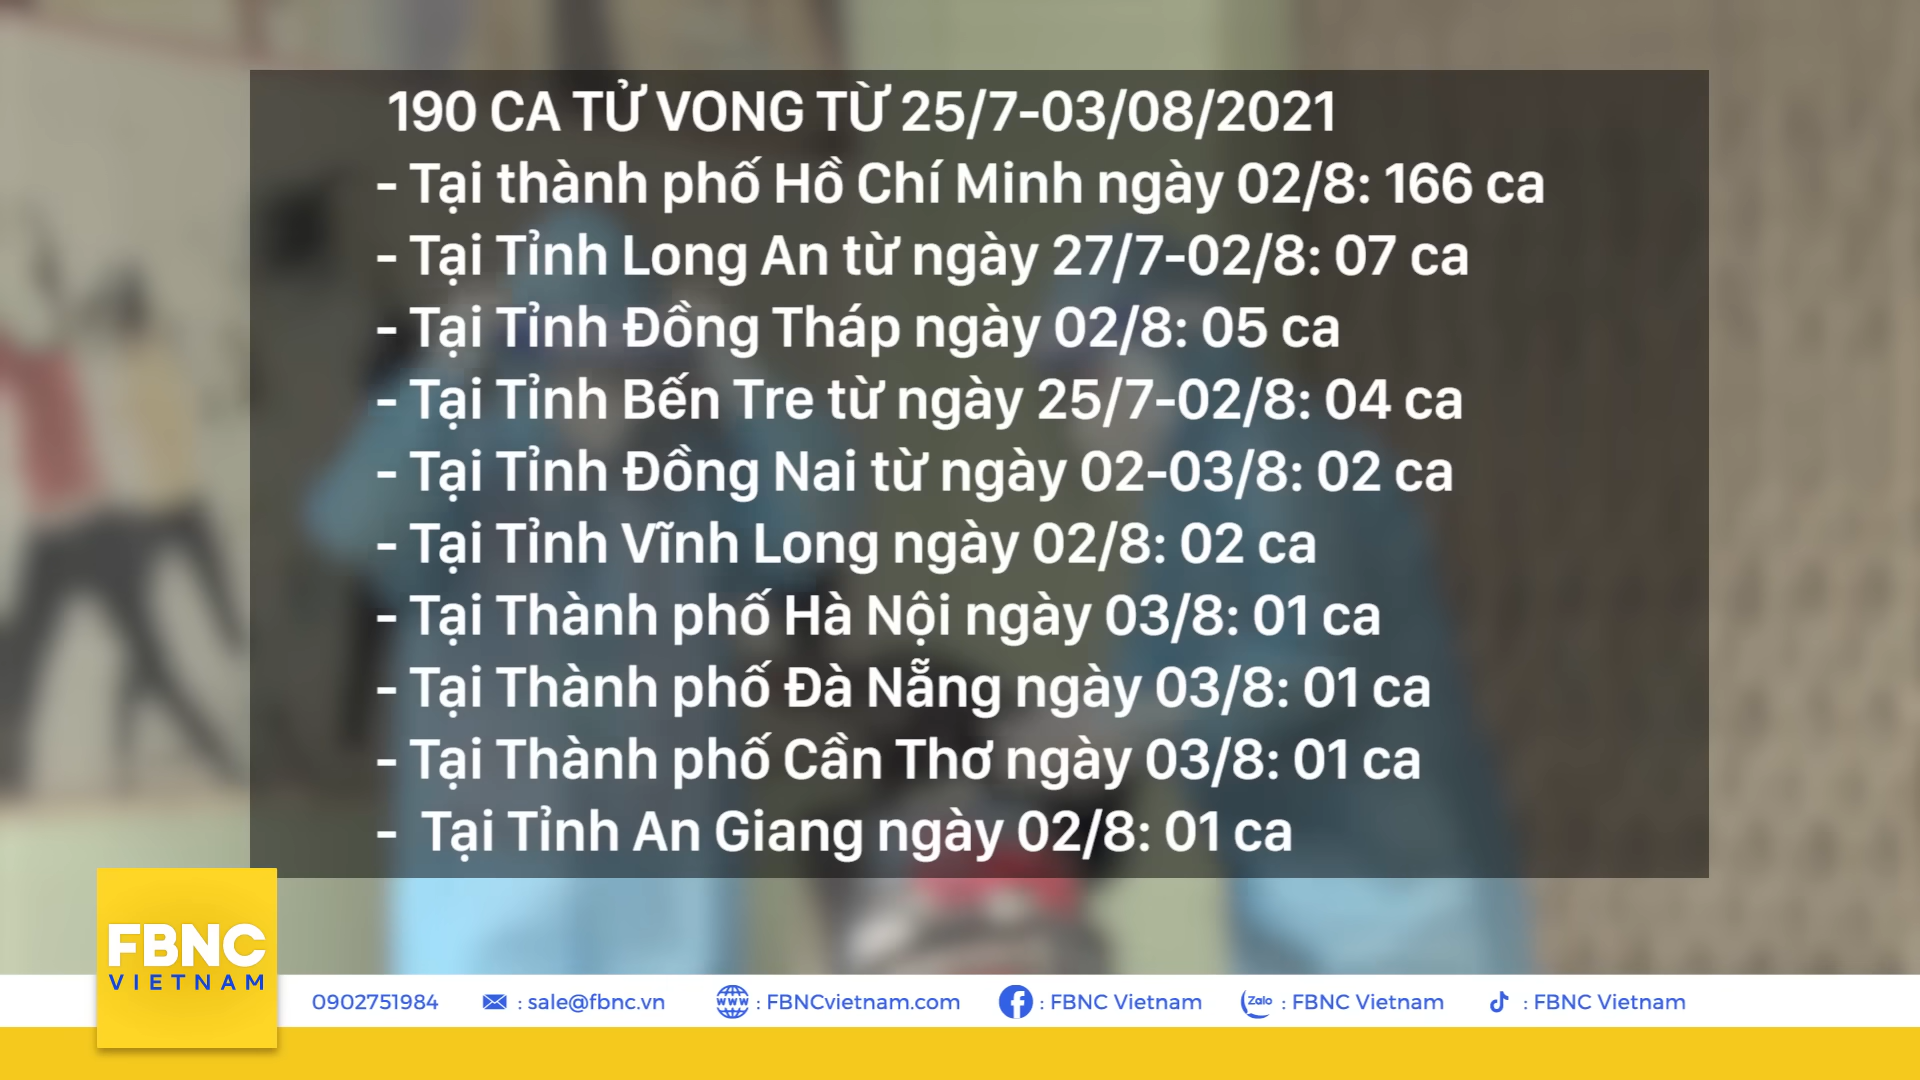 190 CA TỬ VONG TỪ 25/7-03/08/2021
- Tại thành phố Hồ Chí Minh ngày 02/8: 166 ca
- Tại Tỉnh Long An từ ngày 27/7-02/8: 07 ca
- Tại Tỉnh Đồng Tháp ngày 02/8: 05 ca
- Tại Tỉnh Bến Tre từ ngày 25/7-02/8: 04 ca
- Tại Tỉnh Đồng Nai từ ngày 02-03/8: 02 ca
- Tại Tỉnh Vĩnh Long ngày 02/8: 02 ca
- Tại Thành phố Hà Nội ngày 03/8: 01 ca
- Tại Thành phố Đà Nẵng ngày 03/8: 01 ca
- Tại Thành phố Cần Thơ ngày 03/8: 01 ca
- Tại Tỉnh An Giang ngày 02/8: 01 ca
FBNC
VIETNAM
0902751984 : sale@fbnc.vn www : FBNCvietnam.com : FBNC Vietnam Zalo : FBNC Vietnam : FBNC Vietnam